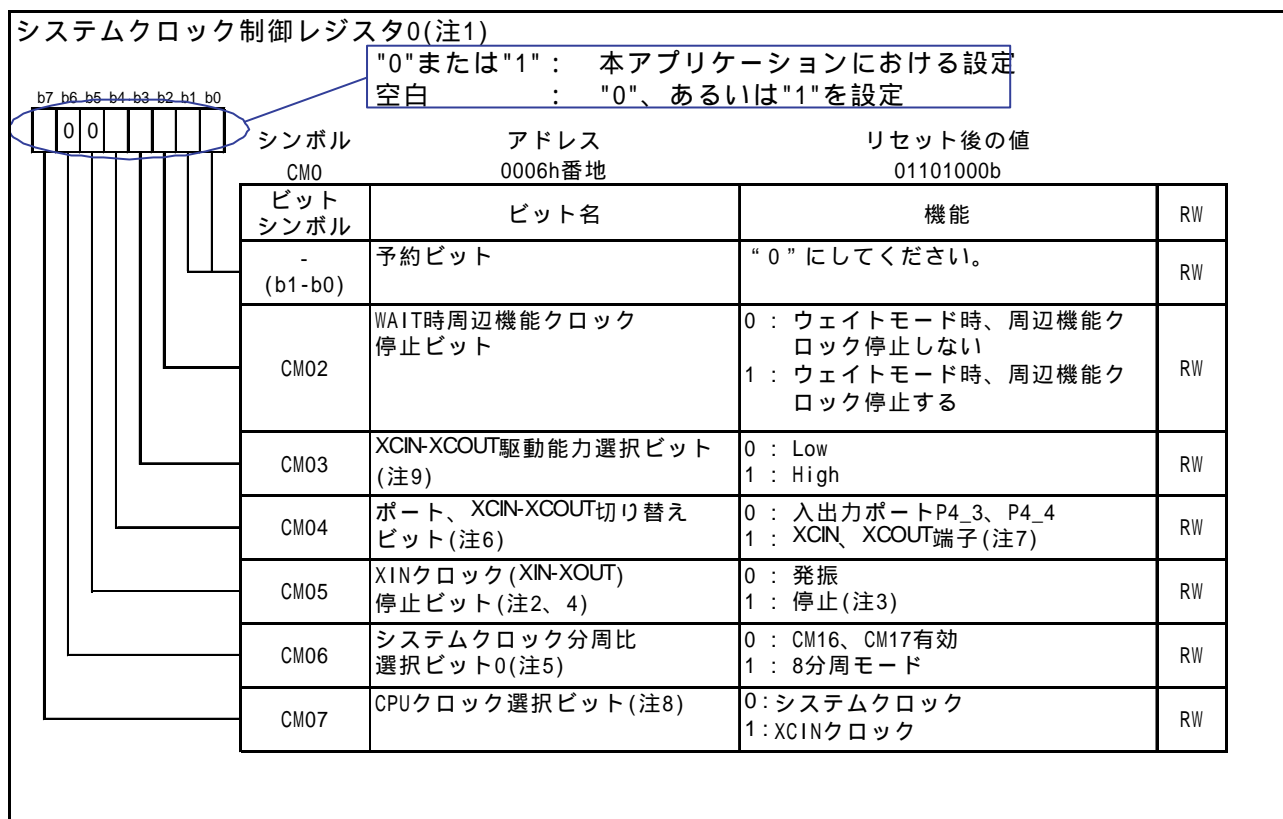 システムクロック制御レジスタ0(注1)
"0"または"1"： 本アプリケーションにおける設定
空白 ： "0"、あるいは"1"を設定
b7 b6 b5 b4 b3 b2 b1 b0
0 0
シンボル アドレス リセット後の値
CM0 0006h番地 01101000b
ビット
シンボル ビット名 機能 RW
-
(b1-b0) 予約ビット “0”にしてください。 RW
CM02 WAIT時周辺機能クロック
停止ビット 0 : ウェイトモード時、周辺機能ク
ロック停止しない
1 : ウェイトモード時、周辺機能ク
ロック停止する RW
CM03 XCIN-XCOUT駆動能力選択ビット
(注9) 0 : Low
1 : High RW
CM04 ポート、XCIN-XCOUT切り替え
ビット(注6) 0 : 入出力ポートP4_3、P4_4
1 : XCIN、XCOUT端子(注7) RW
CM05 XINクロック(XIN-XOUT)
停止ビット(注2、4) 0 : 発振
1 : 停止(注3) RW
CM06 システムクロック分周比
選択ビット0(注5) 0 : CM16、CM17有効
1 : 8分周モード RW
CM07 CPUクロック選択ビット(注8) 0:システムクロック
1:XCINクロック RW